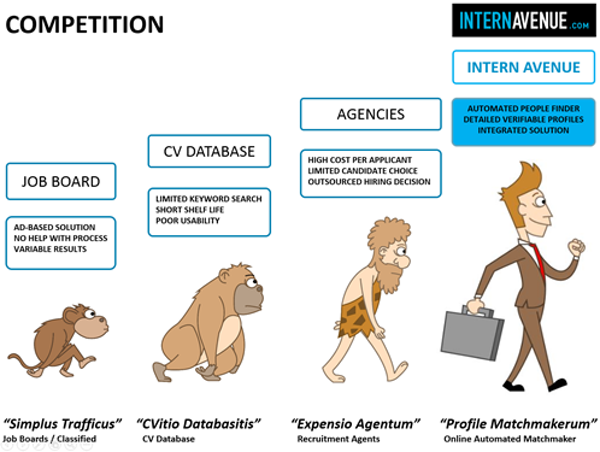 COMPETITION
INTERNAVENUE.COM
INTERN AVENUE
AUTOMATED PEOPLE FINDER
DETAILED VERIFIABLE PROFILES
INTEGRATED SOLUTION
AGENCIES
HIGH COST PER APPLICANT
LIMITED CANDIDATE CHOICE
OUTSOURCED HIRING DECISION
CV DATABASE
LIMITED KEYWORD SEARCH
SHORT SHELF LIFE
POOR USABILITY
JOB BOARD
AD-BASED SOLUTION
NO HELP WITH PROCESS
VARIABLE RESULTS
“Simplus Trafficus”
Job Boards / Classified
“CVitio Databasitis”
CV Database
“Expensio Agentum”
Recruitment Agents
“Profile Matchmakerum”
Online Automated Matchmaker